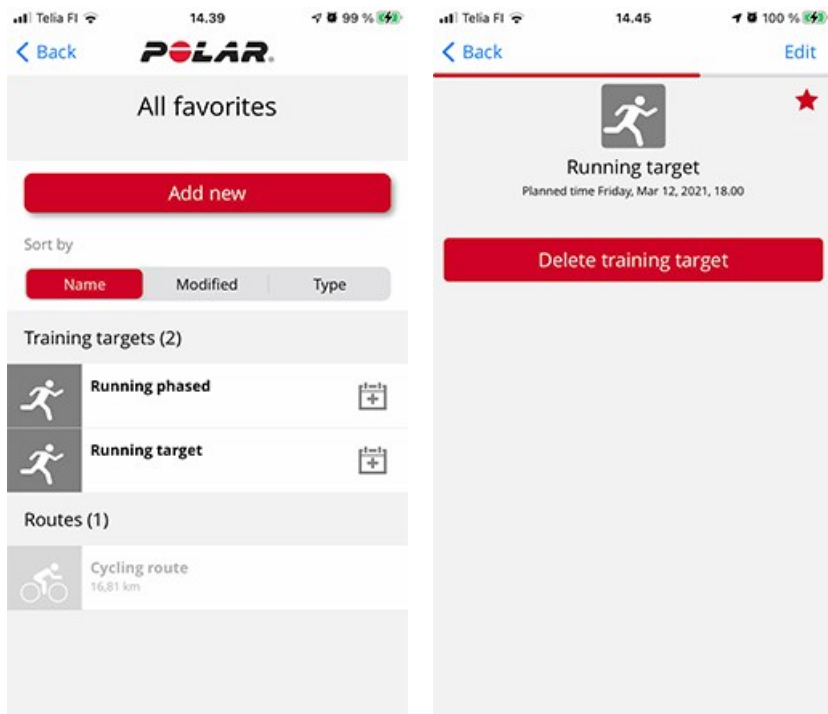 Telia FI 14.39 99 %
Back POLAR.
All favorites
Add new
Sort by
Name Modified Type
Training targets (2)
Running phased
Running target
Routes (1)
Cycling route
16,81 km
Telia FI 14.45 100 %
Back Edit
Running target
Planned time Friday, Mar 12, 2021, 18.00
Delete training target